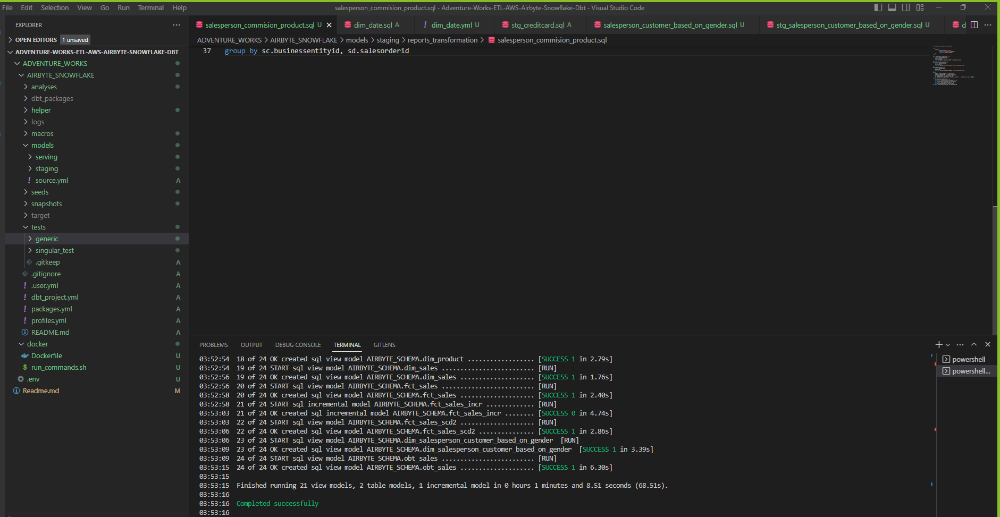 File Edit Selection View Go Run Terminal Help
salesperson_commision_product.sql - Adventure-Works-ETL-AWS-Airbyte-Snowflake-Dbt - Visual Studio Code
EXPLORER
OPEN EDITORS 1 unsaved
ADVENTURE-WORKS-ETL-AWS-AIRBYTE-SNOWFLAKE-DBT
ADVENTURE_WORKS
AIRBYTE_SNOWFLAKE
analyses
dbt_packages
helper
logs
macros
models
serving
staging
source.yml A
seeds
snapshots
target
tests
generic
singular_test
.gitkeep A
.gitignore A
.user.yml A
dbt_project.yml A
packages.yml A
profiles.yml A
README.md A
docker
Dockerfile U
run_commands.sh U
.env U
Readme.md M
salesperson_commision_product.sql U dim_date.sql A dim_date.yml U stg_creditcard.sql A salesperson_customer_based_on_gender.sql U stg_salesperson_customer_based_on_gender.sql U d
ADVENTURE_WORKS > AIRBYTE_SNOWFLAKE > models > staging > reports_transformation > salesperson_commision_product.sql
37 group by sc.businessentityid, sd.salesorderid
PROBLEMS OUTPUT DEBUG CONSOLE TERMINAL GITLENS
03:52:54 18 of 24 OK created sql view model AIRBYTE_SCHEMA.dim_product .................. [SUCCESS 1 in 2.79s]
03:52:54 19 of 24 START sql view model AIRBYTE_SCHEMA.dim_sales ......................... [RUN]
03:52:56 19 of 24 OK created sql view model AIRBYTE_SCHEMA.dim_sales .................... [SUCCESS 1 in 1.76s]
03:52:56 20 of 24 START sql view model AIRBYTE_SCHEMA.fct_sales ......................... [RUN]
03:52:58 20 of 24 OK created sql view model AIRBYTE_SCHEMA.fct_sales .................... [SUCCESS 1 in 2.40s]
03:52:58 21 of 24 START sql incremental model AIRBYTE_SCHEMA.fct_sales_incr ............. [RUN]
03:53:03 21 of 24 OK created sql incremental model AIRBYTE_SCHEMA.fct_sales_incr ........ [SUCCESS 0 in 4.74s]
03:53:03 22 of 24 START sql view model AIRBYTE_SCHEMA.fct_sales_scd2 .................... [RUN]
03:53:06 22 of 24 OK created sql view model AIRBYTE_SCHEMA.fct_sales_scd2 ............... [SUCCESS 1 in 2.86s]
03:53:06 23 of 24 START sql view model AIRBYTE_SCHEMA.dim_salesperson_customer_based_on_gender [RUN]
03:53:09 23 of 24 OK created sql view model AIRBYTE_SCHEMA.dim_salesperson_customer_based_on_gender [SUCCESS 1 in 3.39s]
03:53:09 24 of 24 START sql view model AIRBYTE_SCHEMA.obt_sales ......................... [RUN]
03:53:15 24 of 24 OK created sql view model AIRBYTE_SCHEMA.obt_sales .................... [SUCCESS 1 in 6.30s]
03:53:15
03:53:15 Finished running 21 view models, 2 table models, 1 incremental model in 0 hours 1 minutes and 8.51 seconds (68.51s).
03:53:16
03:53:16 Completed successfully
03:53:16
powershell
powershell...